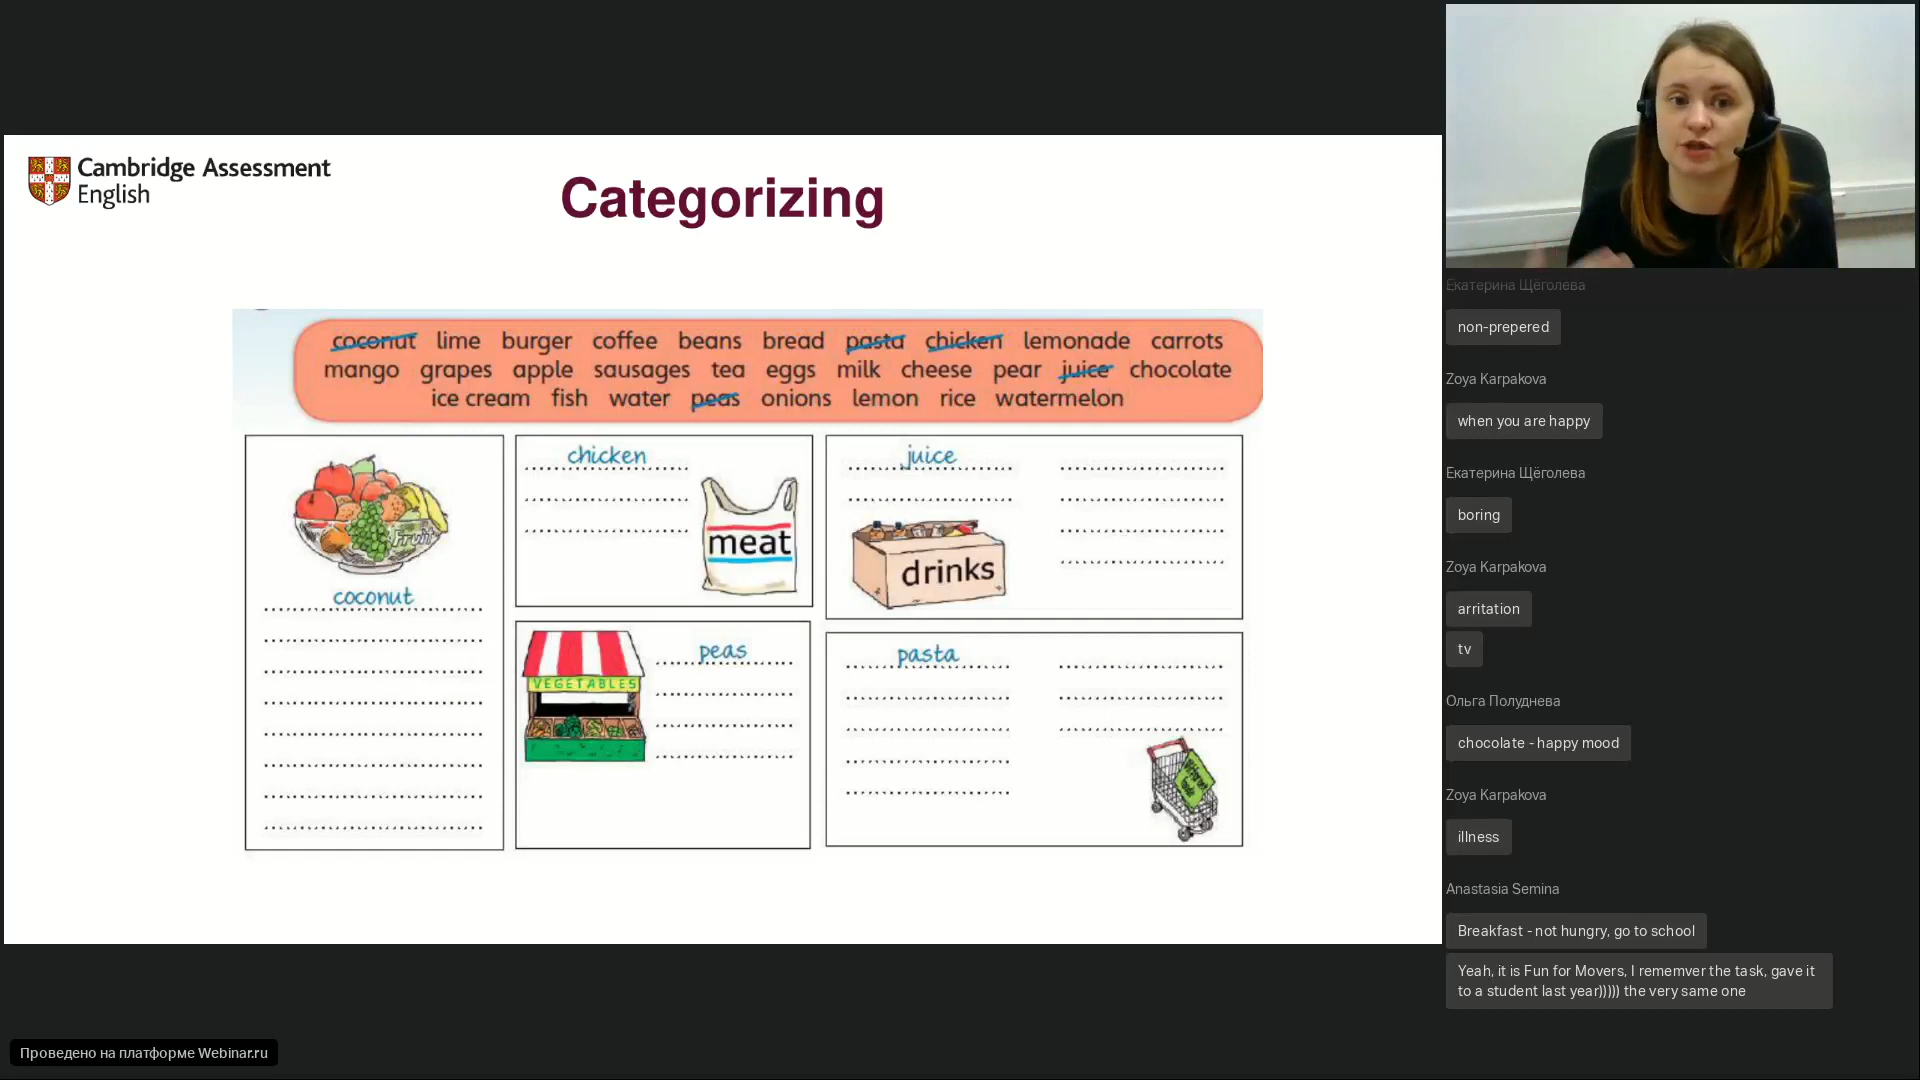 Cambridge Assessment
English
Categorizing
coconut lime burger coffee beans bread pasta chicken lemonade carrots
mango grapes apple sausages tea eggs milk cheese pear juice chocolate
ice cream fish water peas onions lemon rice watermelon
Fruit
coconut
chicken
meat
juice
drinks
VEGETABLES
peas
pasta
Екатерина Щёголева
non-prepered
Zoya Karpakova
when you are happy
Екатерина Щёголева
boring
Zoya Karpakova
arritation
tv
Ольга Полуднева
chocolate - happy mood
Zoya Karpakova
illness
Anastasia Semina
Breakfast - not hungry, go to school
Yeah, it is Fun for Movers, I rememver the task, gave it
to a student last year))))) the very same one
Проведено на платформе Webinar.ru